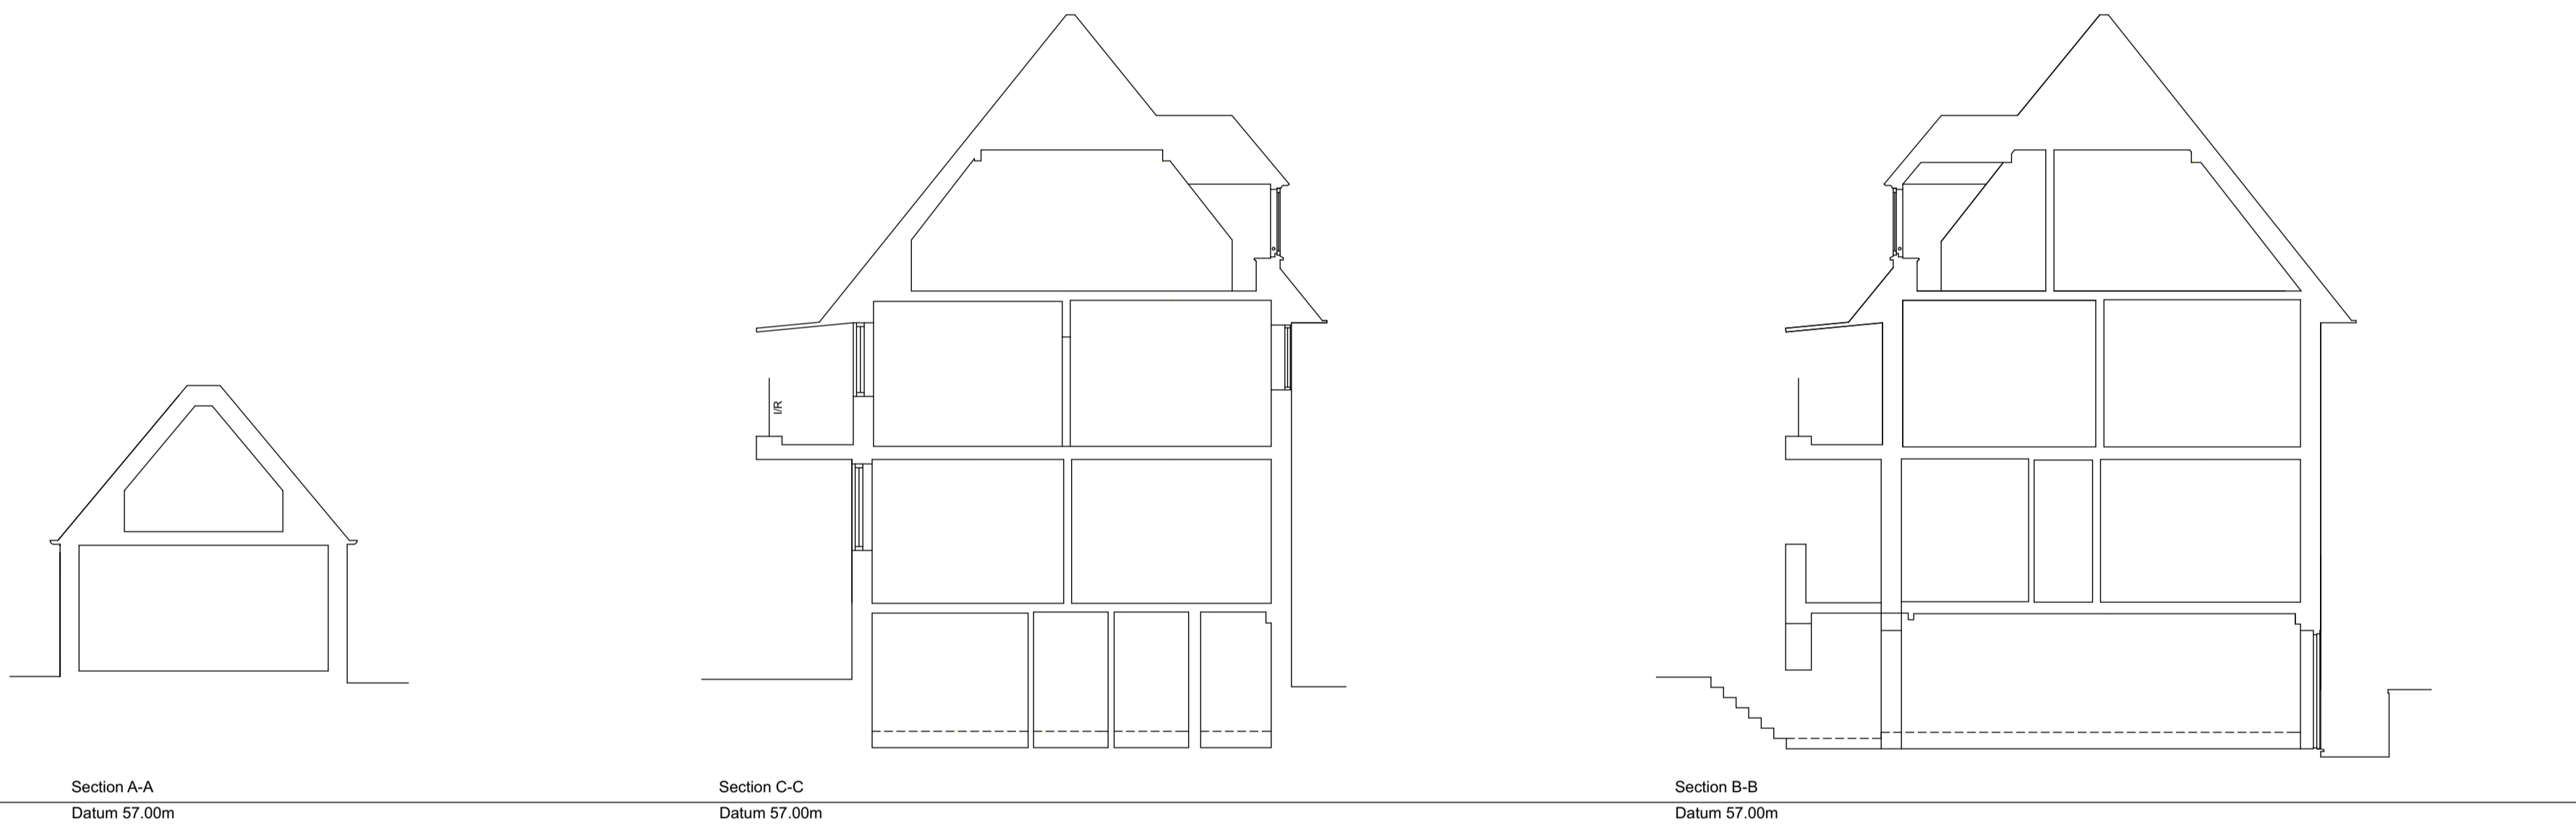 I/R
Section A-A
Datum 57.00m
Section C-C
Datum 57.00m
Section B-B
Datum 57.00m